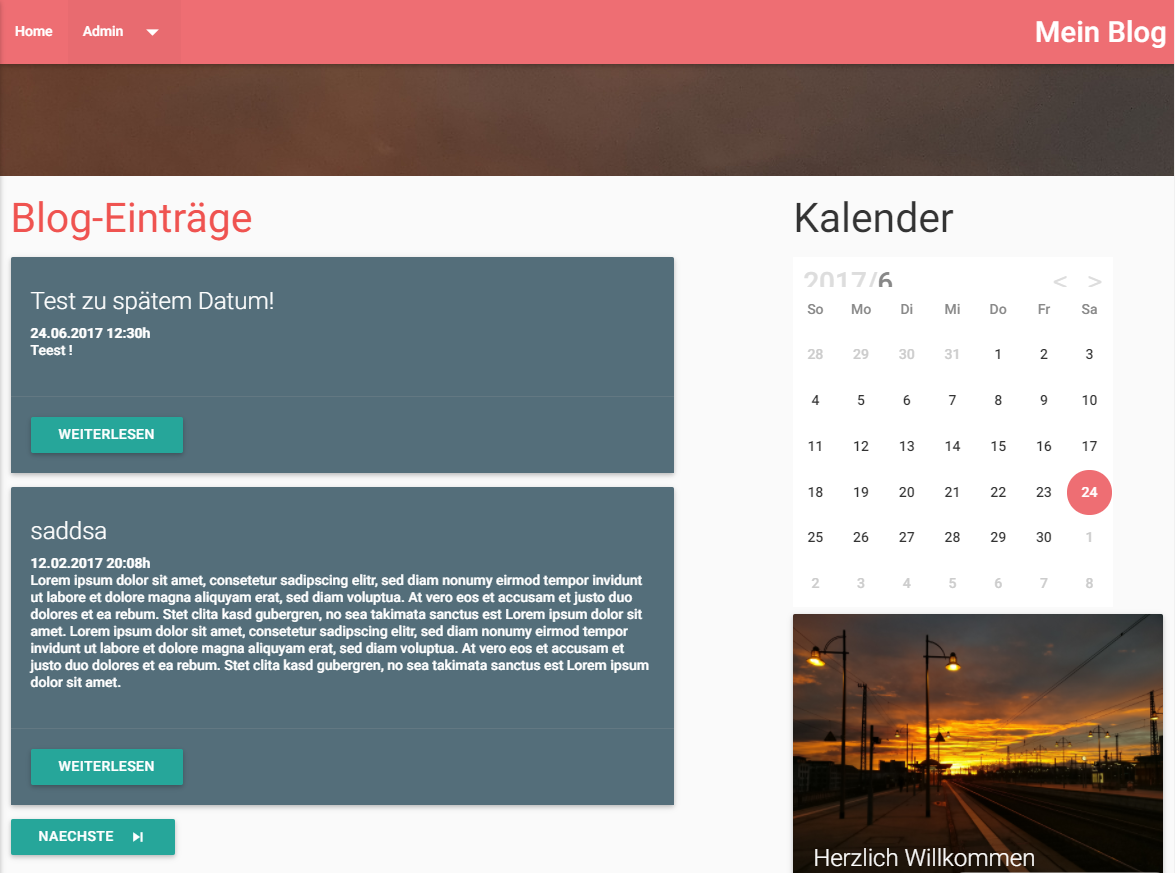 Home Admin Mein Blog
Blog-Einträge
Test zu spätem Datum!
24.06.2017 12:30h
Teest !
WEITERLESEN
saddsa
12.02.2017 20:08h
Lorem ipsum dolor sit amet, consetetur sadipscing elitr, sed diam nonumy eirmod tempor invidunt
ut labore et dolore magna aliquyam erat, sed diam voluptua. At vero eos et accusam et justo duo
dolores et ea rebum. Stet clita kasd gubergren, no sea takimata sanctus est Lorem ipsum dolor sit
amet. Lorem ipsum dolor sit amet, consetetur sadipscing elitr, sed diam nonumy eirmod tempor
invidunt ut labore et dolore magna aliquyam erat, sed diam voluptua. At vero eos et accusam et
justo duo dolores et ea rebum. Stet clita kasd gubergren, no sea takimata sanctus est Lorem ipsum
dolor sit amet.
WEITERLESEN
NAECHSTE
Kalender
2017/6 < >
So Mo Di Mi Do Fr Sa
28 29 30 31 1 2 3
4 5 6 7 8 9 10
11 12 13 14 15 16 17
18 19 20 21 22 23 24
25 26 27 28 29 30 1
2 3 4 5 6 7 8
Herzlich Willkommen